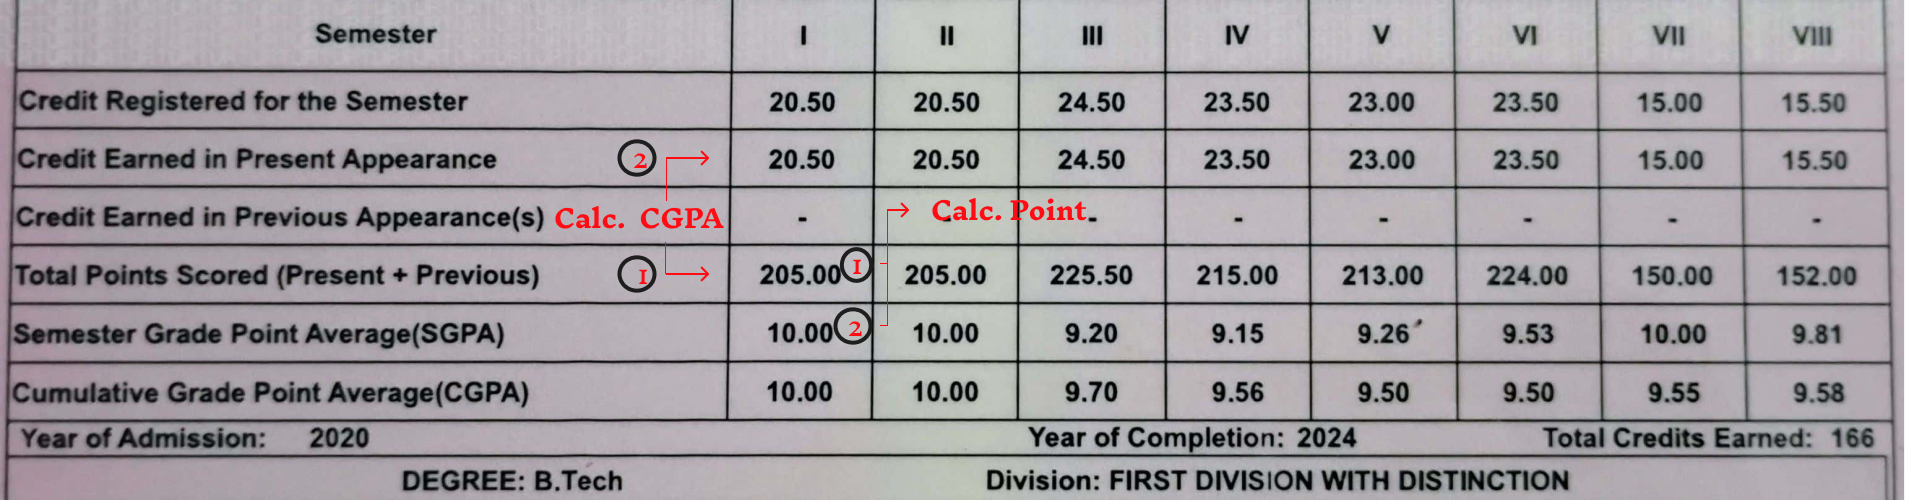 Semester I II III IV V VI VII VIII
Credit Registered for the Semester 20.50 20.50 24.50 23.50 23.00 23.50 15.00 15.50
Credit Earned in Present Appearance 2 20.50 20.50 24.50 23.50 23.00 23.50 15.00 15.50
Credit Earned in Previous Appearance(s) Calc. CGPA - - Calc. Point - - - - - -
Total Points Scored (Present + Previous) 1 205.00 1 205.00 225.50 215.00 213.00 224.00 150.00 152.00
Semester Grade Point Average(SGPA) 10.00 2 10.00 9.20 9.15 9.26 9.53 10.00 9.81
Cumulative Grade Point Average(CGPA) 10.00 10.00 9.70 9.56 9.50 9.50 9.55 9.58
Year of Admission: 2020 Year of Completion: 2024 Total Credits Earned: 166
DEGREE: B.Tech Division: FIRST DIVISION WITH DISTINCTION